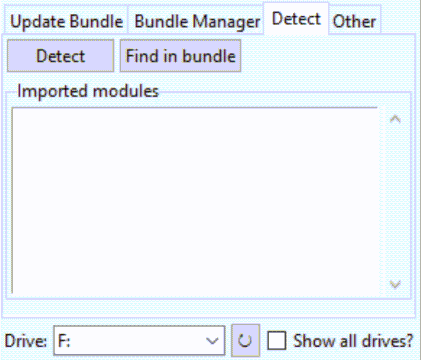 Update Bundle Bundle Manager Detect Other
Detect Find in bundle
Imported modules
Drive: F: Show all drives?